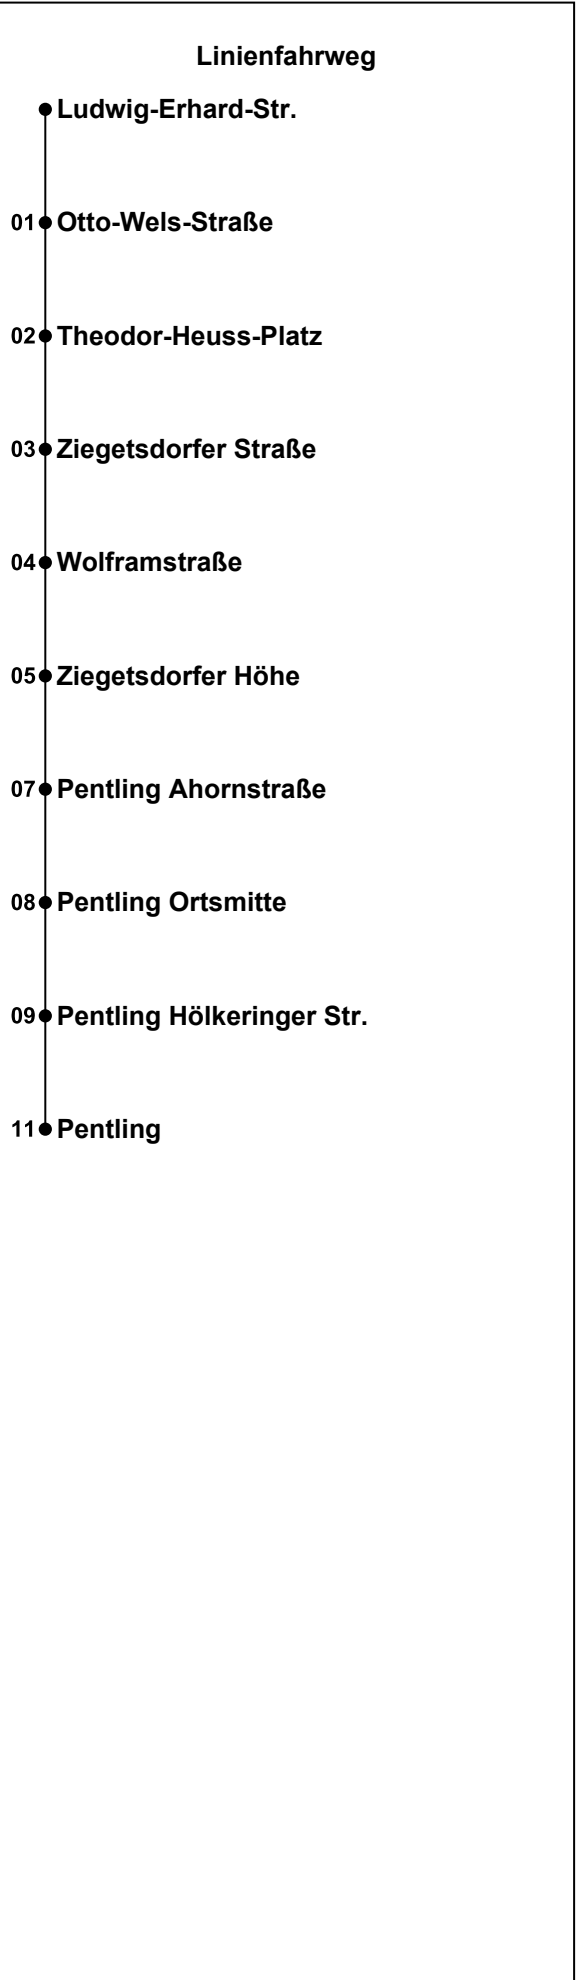 Linienfahrweg
Ludwig-Erhard-Str.
01 Otto-Wels-Straße
02 Theodor-Heuss-Platz
03 Ziegetsdorfer Straße
04 Wolframstraße
05 Ziegetsdorfer Höhe
07 Pentling Ahornstraße
08 Pentling Ortsmitte
09 Pentling Hölkeringer Str.
11 Pentling